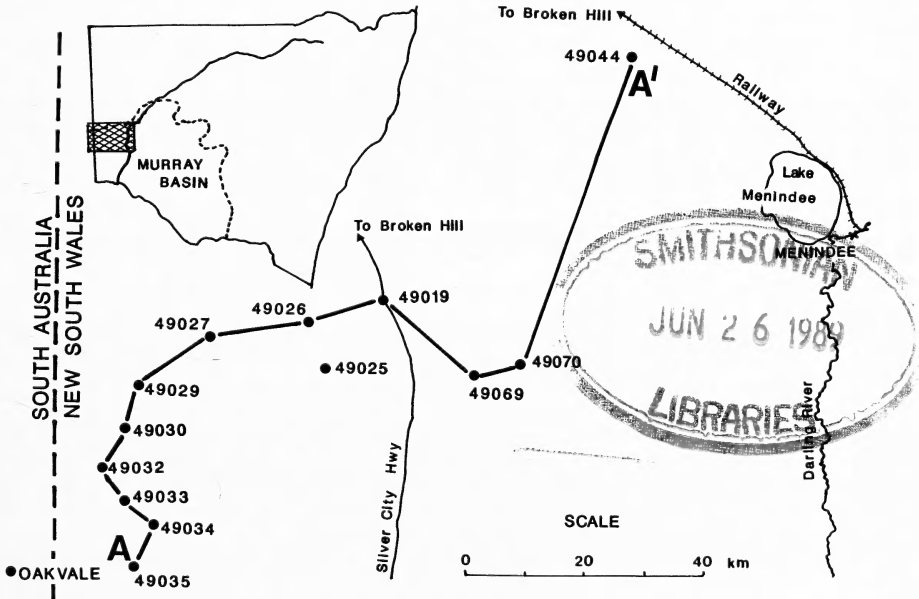 To Broken Hill
49044
A'
Railway
MURRAY
BASIN
Lake
Menindee
MENINDEE
SOUTH AUSTRALIA
NEW SOUTH WALES
To Broken Hill
SMITHSONIAN
JUN 26 1989
LIBRARIES
49019
49026
49027
49025
49070
49069
49029
49030
49032
49033
49034
A
49035
OAKVALE
Silver City Hwy
Darling River
SCALE
0 20 40 km